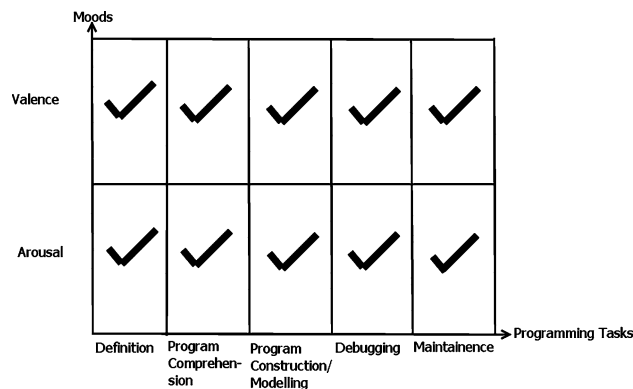 Moods
Valence
Arousal
Programming Tasks
Definition
Program
Comprehen-
sion
Program
Construction/
Modelling
Debugging
Maintainence